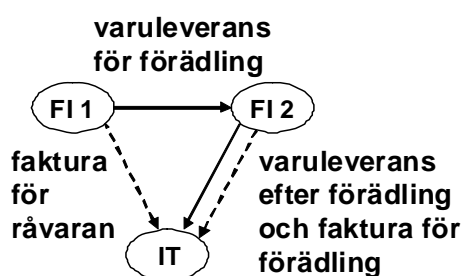 varuleverans
för förädling
FI 1
FI 2
faktura
för
råvaran
varuleverans
efter förädling
och faktura för
förädling
IT